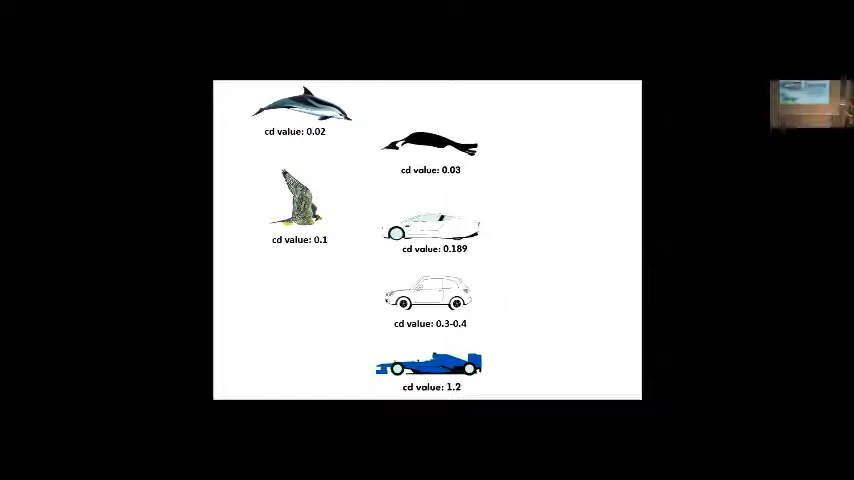 cd value: 0.02
cd value: 0.03
cd value: 0.1
cd value: 0.189
cd value: 0.3-0.4
cd value: 1.2